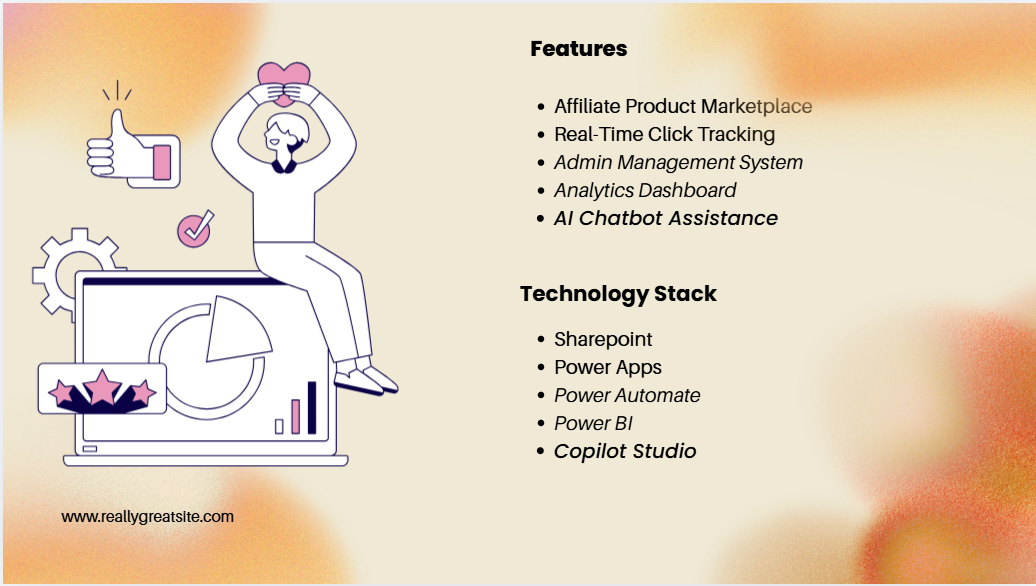 Features
• Affiliate Product Marketplace
• Real-Time Click Tracking
• Admin Management System
• Analytics Dashboard
• AI Chatbot Assistance
Technology Stack
• Sharepoint
• Power Apps
• Power Automate
• Power BI
• Copilot Studio
www.reallygreatsite.com